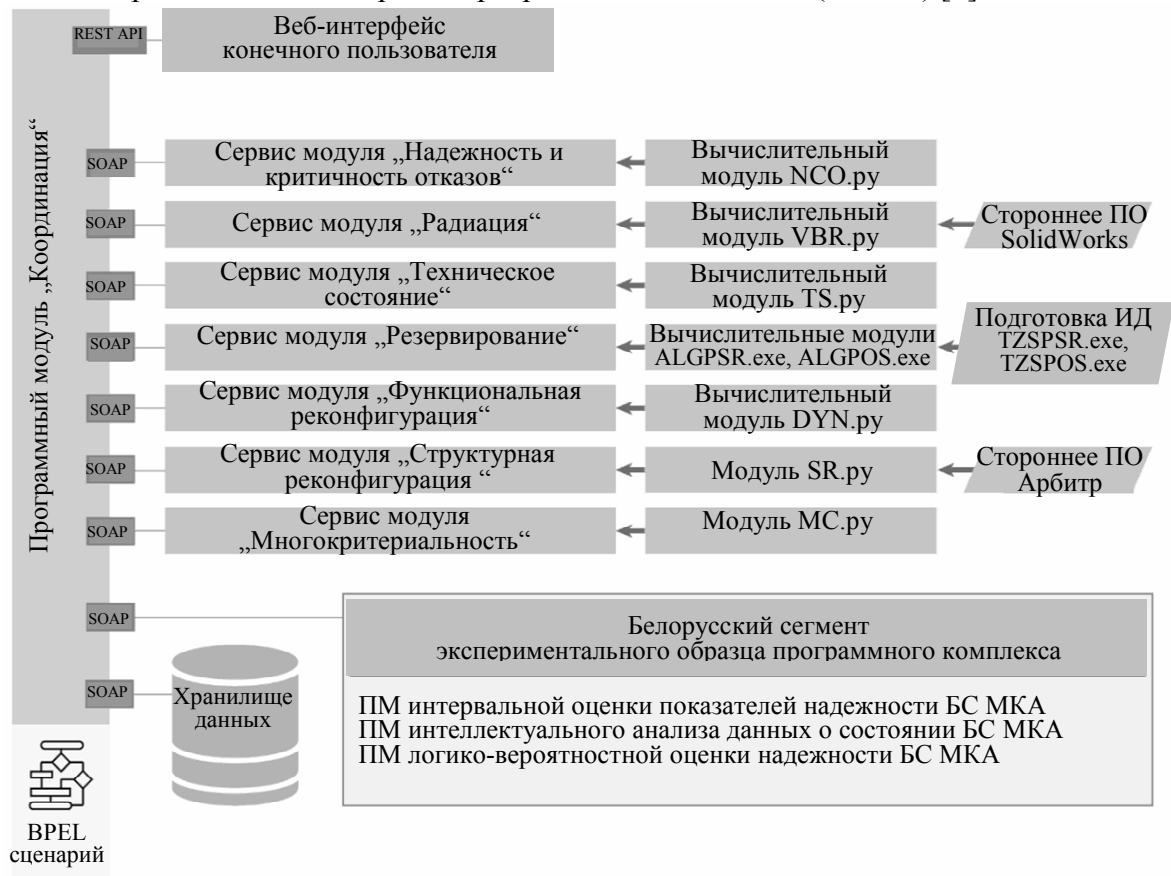 REST API
Веб-интерфейс
конечного пользователя
Программный модуль „Координация“
SOAP
Сервис модуля „Надежность и
критичность отказов“
Вычислительный
модуль NCO.py
SOAP
Сервис модуля „Радиация“
Вычислительный
модуль VBR.py
Стороннее ПО
SolidWorks
SOAP
Сервис модуля „Техническое
состояние“
Вычислительный
модуль TS.py
SOAP
Сервис модуля „Резервирование“
Вычислительные модули
ALGPSR.exe, ALGPOS.exe
Подготовка ИД
TZSPSR.exe,
TZSPOS.exe
SOAP
Сервис модуля „Функциональная
реконфигурация“
Вычислительный
модуль DYN.py
SOAP
Сервис модуля „Структурная
реконфигурация “
Модуль SR.py
Стороннее ПО
Арбитр
SOAP
Сервис модуля
„Многокритериальность“
Модуль MC.py
SOAP
Белорусский сегмент
экспериментального образца программного комплекса
ПМ интервальной оценки показателей надежности БС МКА
ПМ интеллектуального анализа данных о состоянии БС МКА
ПМ логико-вероятностной оценки надежности БС МКА
SOAP
Хранилище
данных
BPEL
сценарий